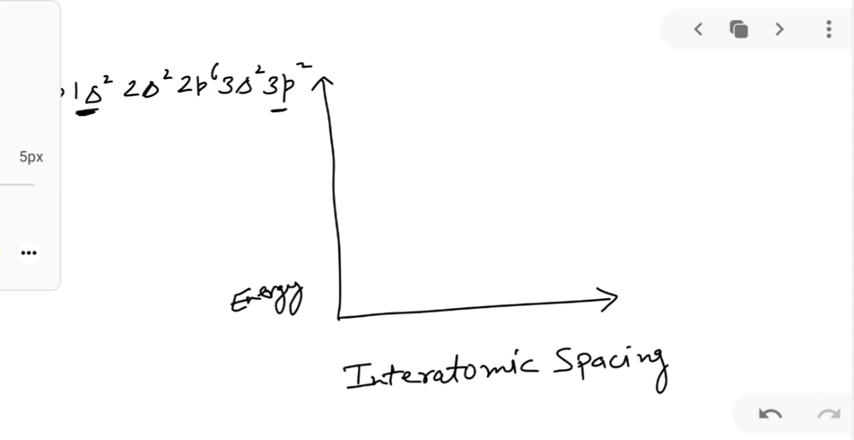 1s² 2s² 2p⁶ 3s² 3p²
5px
Energy
Interatomic Spacing